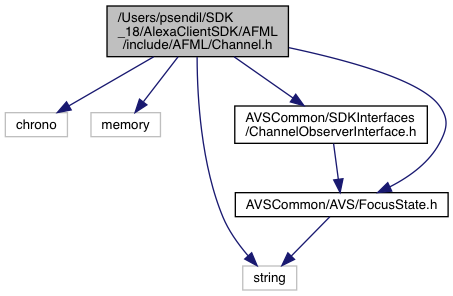 /Users/psendil/SDK
_18/AlexaClientSDK/AFML
/include/AFML/Channel.h
chrono
memory
AVSCommon/SDKInterfaces
/ChannelObserverInterface.h
AVSCommon/AVS/FocusState.h
string